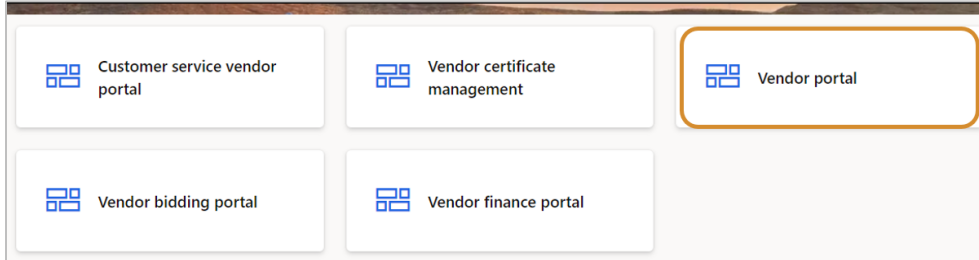 Customer service vendor
portal
Vendor certificate
management
Vendor portal
Vendor bidding portal
Vendor finance portal